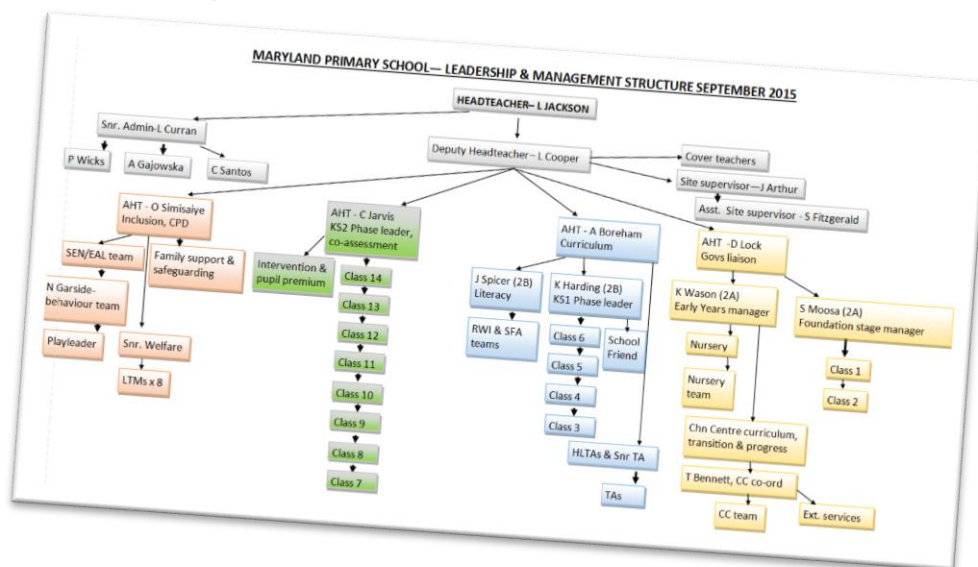 MARYLAND PRIMARY SCHOOL— LEADERSHIP & MANAGEMENT STRUCTURE SEPTEMBER 2015
HEADTEACHER– L JACKSON
Snr. Admin-L Curran
P Wicks
A Gajowska
C Santos
Deputy Headteacher– L Cooper
Cover teachers
Site supervisor—J Arthur
Asst. Site supervisor - S Fitzgerald
AHT - O Simisaiye
Inclusion, CPD
SEN/EAL team
Family support &
safeguarding
N Garside-
behaviour team
Playleader
Snr. Welfare
LTMs x 8
AHT - C Jarvis
KS2 Phase leader,
co-assessment
Intervention &
pupil premium
Class 14
Class 13
Class 12
Class 11
Class 10
Class 9
Class 8
Class 7
AHT - A Boreham
Curriculum
J Spicer (2B)
Literacy
RWI & SFA
teams
K Harding (2B)
KS1 Phase leader
Class 6
Class 5
Class 4
Class 3
School
Friend
HLTAs & Snr TA
TAs
AHT -D Lock
Govs liaison
K Wason (2A)
Early Years manager
Nursery
Nursery
team
S Moosa (2A)
Foundation stage manager
Class 1
Class 2
Chn Centre curriculum,
transition & progress
T Bennett, CC co-ord
CC team
Ext. services